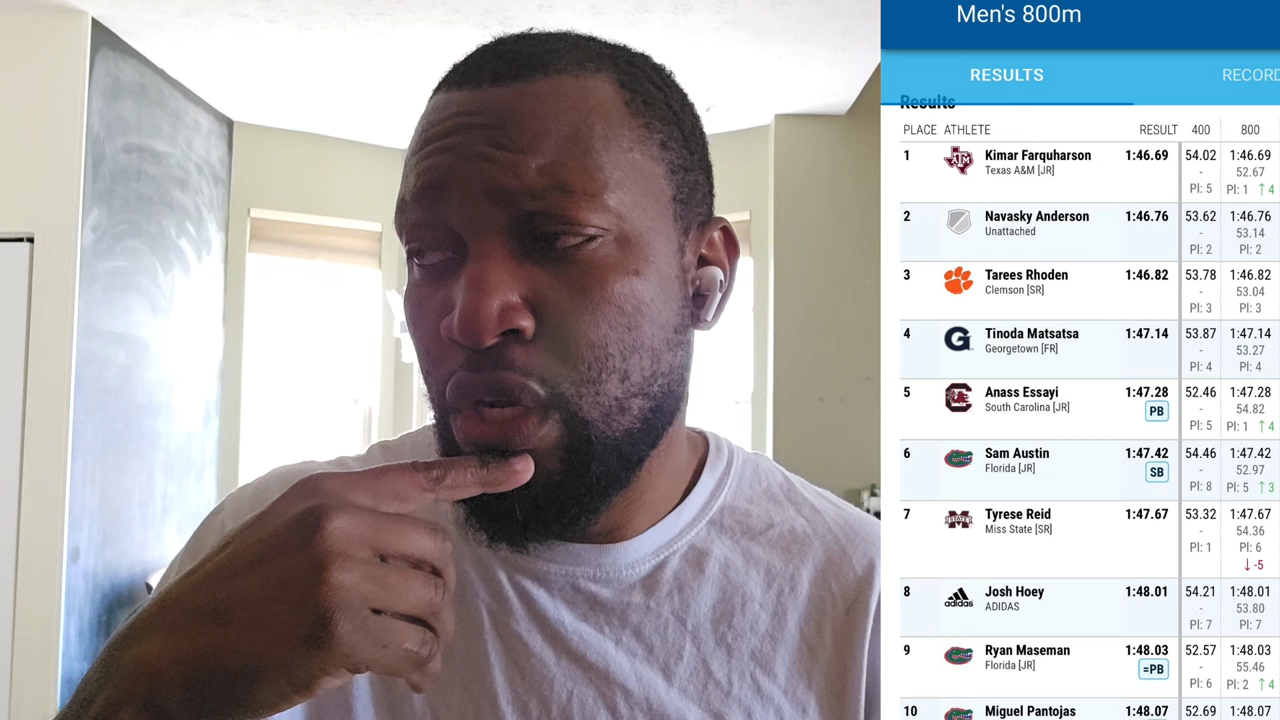 Men's 800m
RESULTS RECORD
Results
PLACE ATHLETE RESULT 400 800
1 Kimar Farquharson 1:46.69 54.02 1:46.69
Texas A&M [JR] - 52.67
Pl: 5 Pl: 1 ↑ 4
2 Navasky Anderson 1:46.76 53.62 1:46.76
Unattached - 53.14
Pl: 2 Pl: 2
3 Tarees Rhoden 1:46.82 53.78 1:46.82
Clemson [SR] - 53.04
Pl: 3 Pl: 3
4 Tinoda Matsatsa 1:47.14 53.87 1:47.14
Georgetown [FR] - 53.27
Pl: 4 Pl: 4
5 Anass Essayi 1:47.28 52.46 1:47.28
South Carolina [JR] PB - 54.82
Pl: 5 Pl: 1 ↑ 4
6 Sam Austin 1:47.42 54.46 1:47.42
Florida [JR] SB - 52.97
Pl: 8 Pl: 5 ↑ 3
7 Tyrese Reid 1:47.67 53.32 1:47.67
Miss State [SR] - 54.36
Pl: 1 Pl: 6
↓ -5
8 Josh Hoey 1:48.01 54.21 1:48.01
adidas ADIDAS - 53.80
Pl: 7 Pl: 7
9 Ryan Maseman 1:48.03 52.57 1:48.03
Florida [JR] =PB - 55.46
Pl: 6 Pl: 2 ↑ 4
10 Miguel Pantojas 1:48.07 52.69 1:48.07